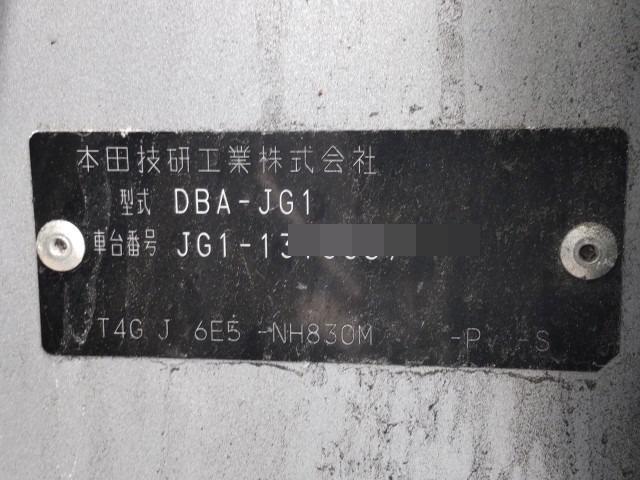 本田技研工業株式会社
型式 DBA-JG1
車台番号 JG1-13
T4G J 6E5 -NH830M -P -S